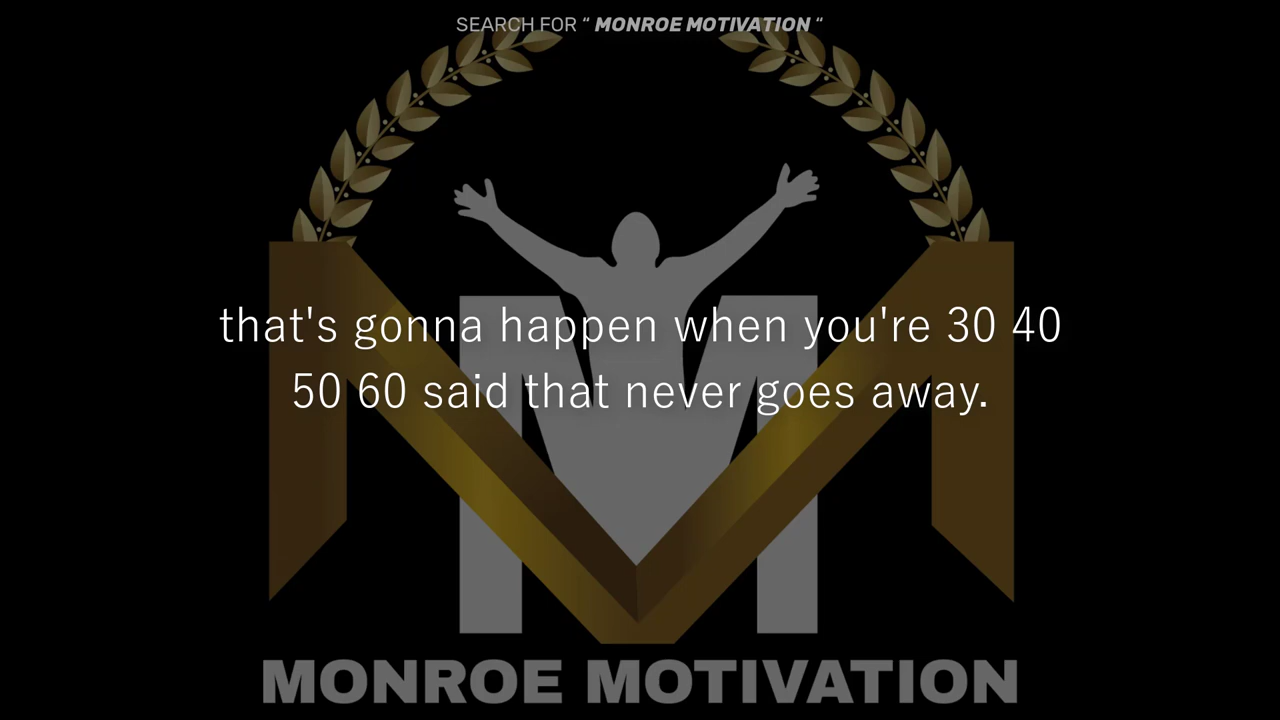 SEARCH FOR “ MONROE MOTIVATION “
that's gonna happen when you're 30 40
50 60 said that never goes away.
MONROE MOTIVATION